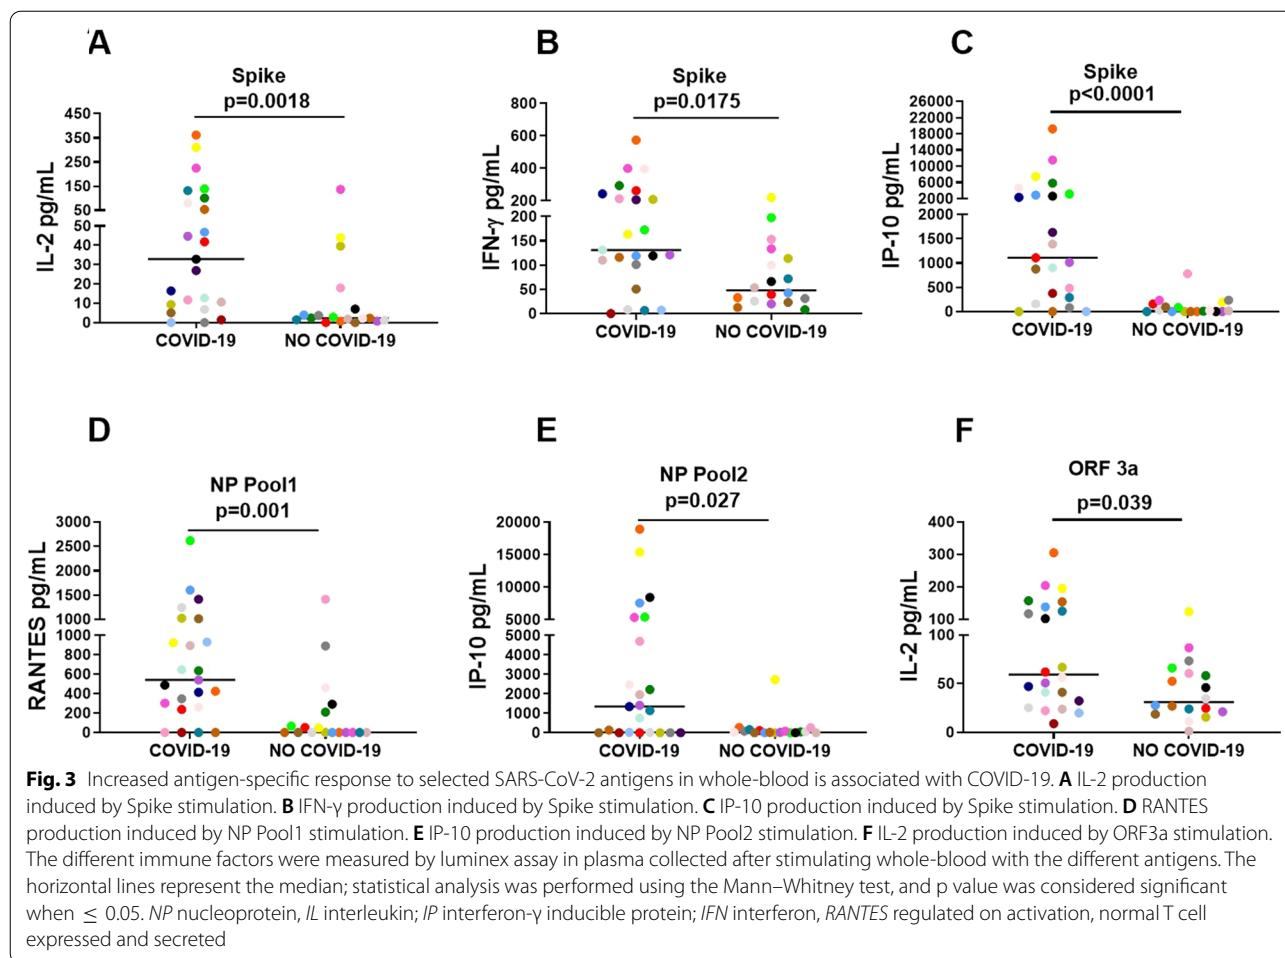 A
Spike
p=0.0018
450
350
250
150
50
50
40
30
20
10
0
IL-2 pg/mL
COVID-19
NO COVID-19
B
Spike
p=0.0175
800
600
400
200
200
150
100
50
0
IFN-γ pg/mL
COVID-19
NO COVID-19
C
Spike
p<0.0001
26000
22000
18000
14000
10000
6000
2000
2000
1500
1000
500
0
IP-10 pg/mL
COVID-19
NO COVID-19
D
NP Pool1
p=0.001
3000
2500
2000
1500
1000
1000
800
600
400
200
0
RANTES pg/mL
COVID-19
NO COVID-19
E
NP Pool2
p=0.027
20000
15000
10000
5000
5000
4000
3000
2000
1000
0
IP-10 pg/mL
COVID-19
NO COVID-19
F
ORF 3a
p=0.039
400
300
200
100
100
50
0
IL-2 pg/mL
COVID-19
NO COVID-19
Fig. 3 Increased antigen-specific response to selected SARS-CoV-2 antigens in whole-blood is associated with COVID-19. A IL-2 production
induced by Spike stimulation. B IFN-γ production induced by Spike stimulation. C IP-10 production induced by Spike stimulation. D RANTES
production induced by NP Pool1 stimulation. E IP-10 production induced by NP Pool2 stimulation. F IL-2 production induced by ORF3a stimulation.
The different immune factors were measured by luminex assay in plasma collected after stimulating whole-blood with the different antigens. The
horizontal lines represent the median; statistical analysis was performed using the Mann–Whitney test, and p value was considered significant
when ≤ 0.05. NP nucleoprotein, IL interleukin; IP interferon-γ inducible protein; IFN interferon, RANTES regulated on activation, normal T cell
expressed and secreted